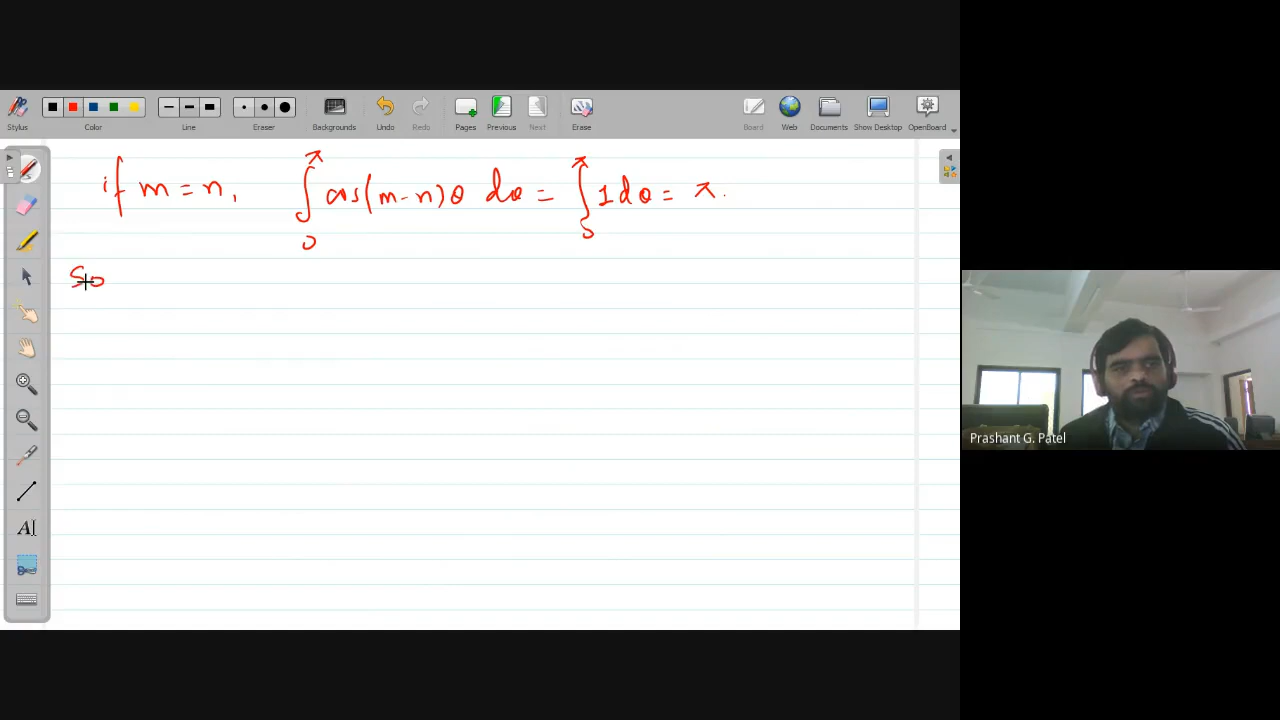 Stylus Color Line Eraser Backgrounds Undo Redo Pages Previous Next Erase Board Web Documents Show Desktop OpenBoard
if m = n, ∫₀^π cos(m-n)θ dθ = ∫₀^π 1 dθ = π.
So
Prashant G. Patel